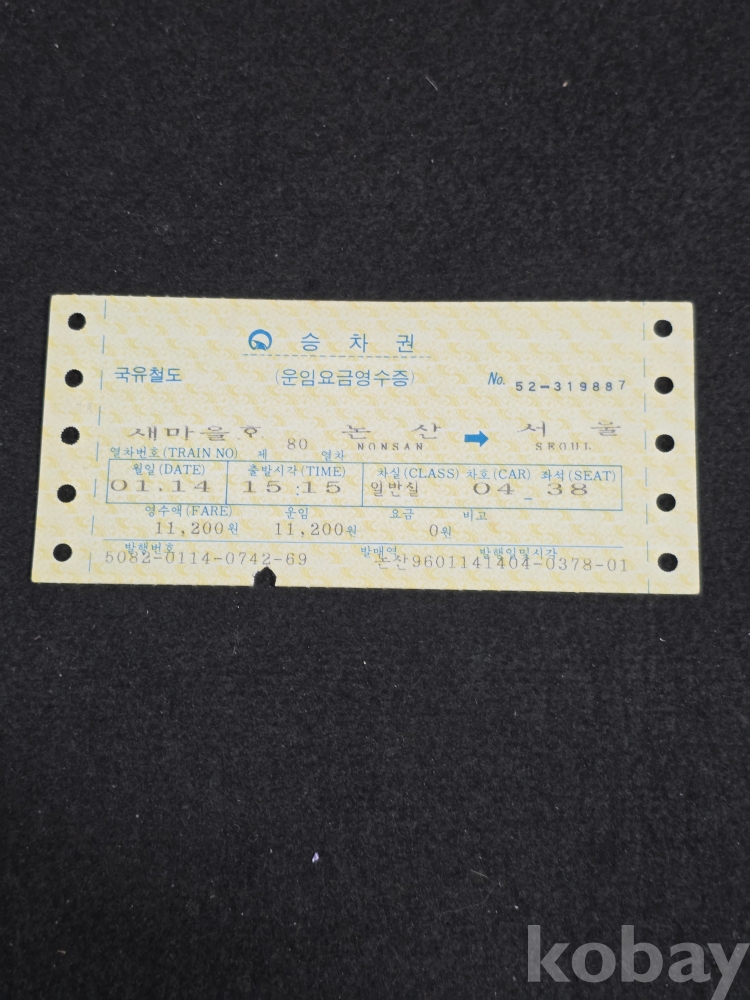 승 차 권
국유철도 (운임요금영수증) No. 52-319887
새마을호 논 산 ➡ 서 울
열차번호(TRAIN NO) 제 80 열차 NONSAN SEOUL
월일(DATE) 출발시각(TIME) 차실(CLASS) 차호(CAR) 좌석(SEAT)
01.14 15:15 일반실 04 - 38
영수액(FARE) 운임 요금 비고
11,200원 11,200원 0원
발행번호 발매역 발행일및시각
5082-0114-0742-69 논산9601141404-0378-01
kobay